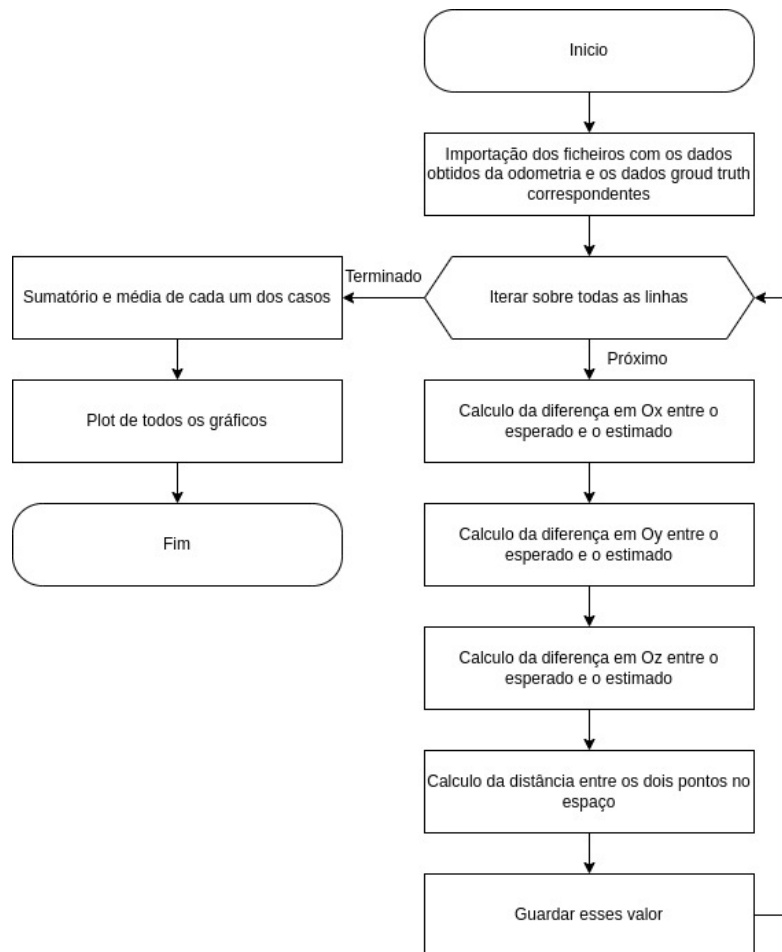 Inicio
Importação dos ficheiros com os dados
obtidos da odometria e os dados groud truth
correspondentes
Terminado
Sumatório e média de cada um dos casos
Iterar sobre todas as linhas
Próximo
Plot de todos os gráficos
Calculo da diferença em Ox entre o
esperado e o estimado
Fim
Calculo da diferença em Oy entre o
esperado e o estimado
Calculo da diferença em Oz entre o
esperado e o estimado
Calculo da distância entre os dois pontos no
espaço
Guardar esses valor